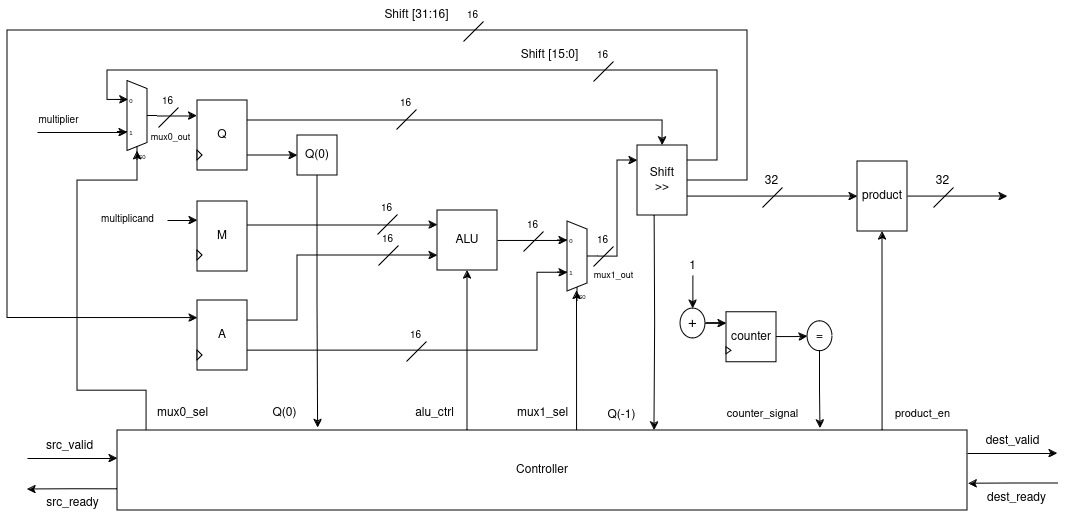 Shift [31:16]
16
Shift [15:0]
16
0
16
16
multiplier
1
mux0_out
Q
Q(0)
Shift
>>
32
product
32
multiplicand
M
16
16
ALU
16
0
16
1
mux1_out
1
A
16
+
counter
=
mux0_sel
Q(0)
alu_ctrl
mux1_sel
Q(-1)
counter_signal
product_en
src_valid
src_ready
Controller
dest_valid
dest_ready